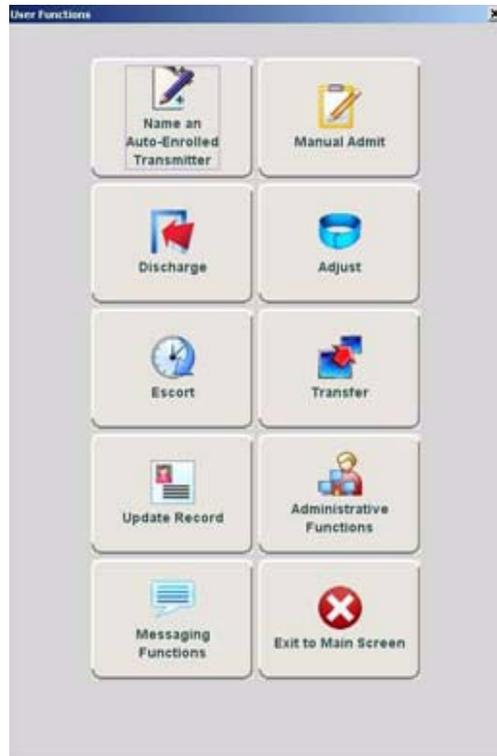 User Functions
Name an
Auto-Enrolled
Transmitter
Manual Admit
Discharge
Adjust
Escort
Transfer
Update Record
Administrative
Functions
Messaging
Functions
Exit to Main Screen